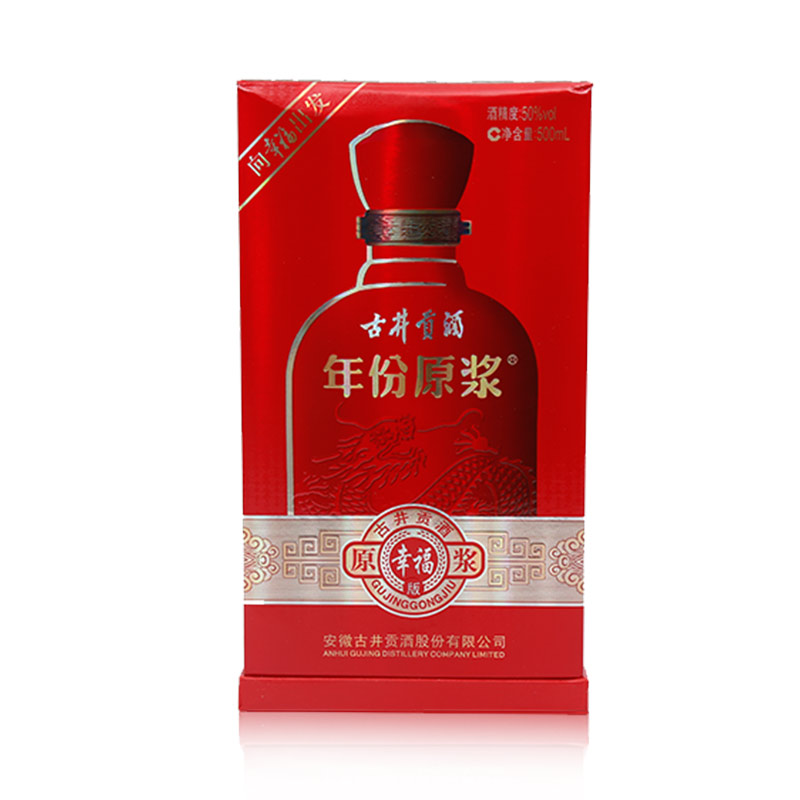 向幸福出发
酒精度:50%vol
C净含量:500mL
古井贡酒
年份原浆®
古井贡酒
原 幸福 浆
版
GUJINGGONGJIU
安徽古井贡酒股份有限公司
ANHUI GUJING DISTILLERY COMPANY LIMITED